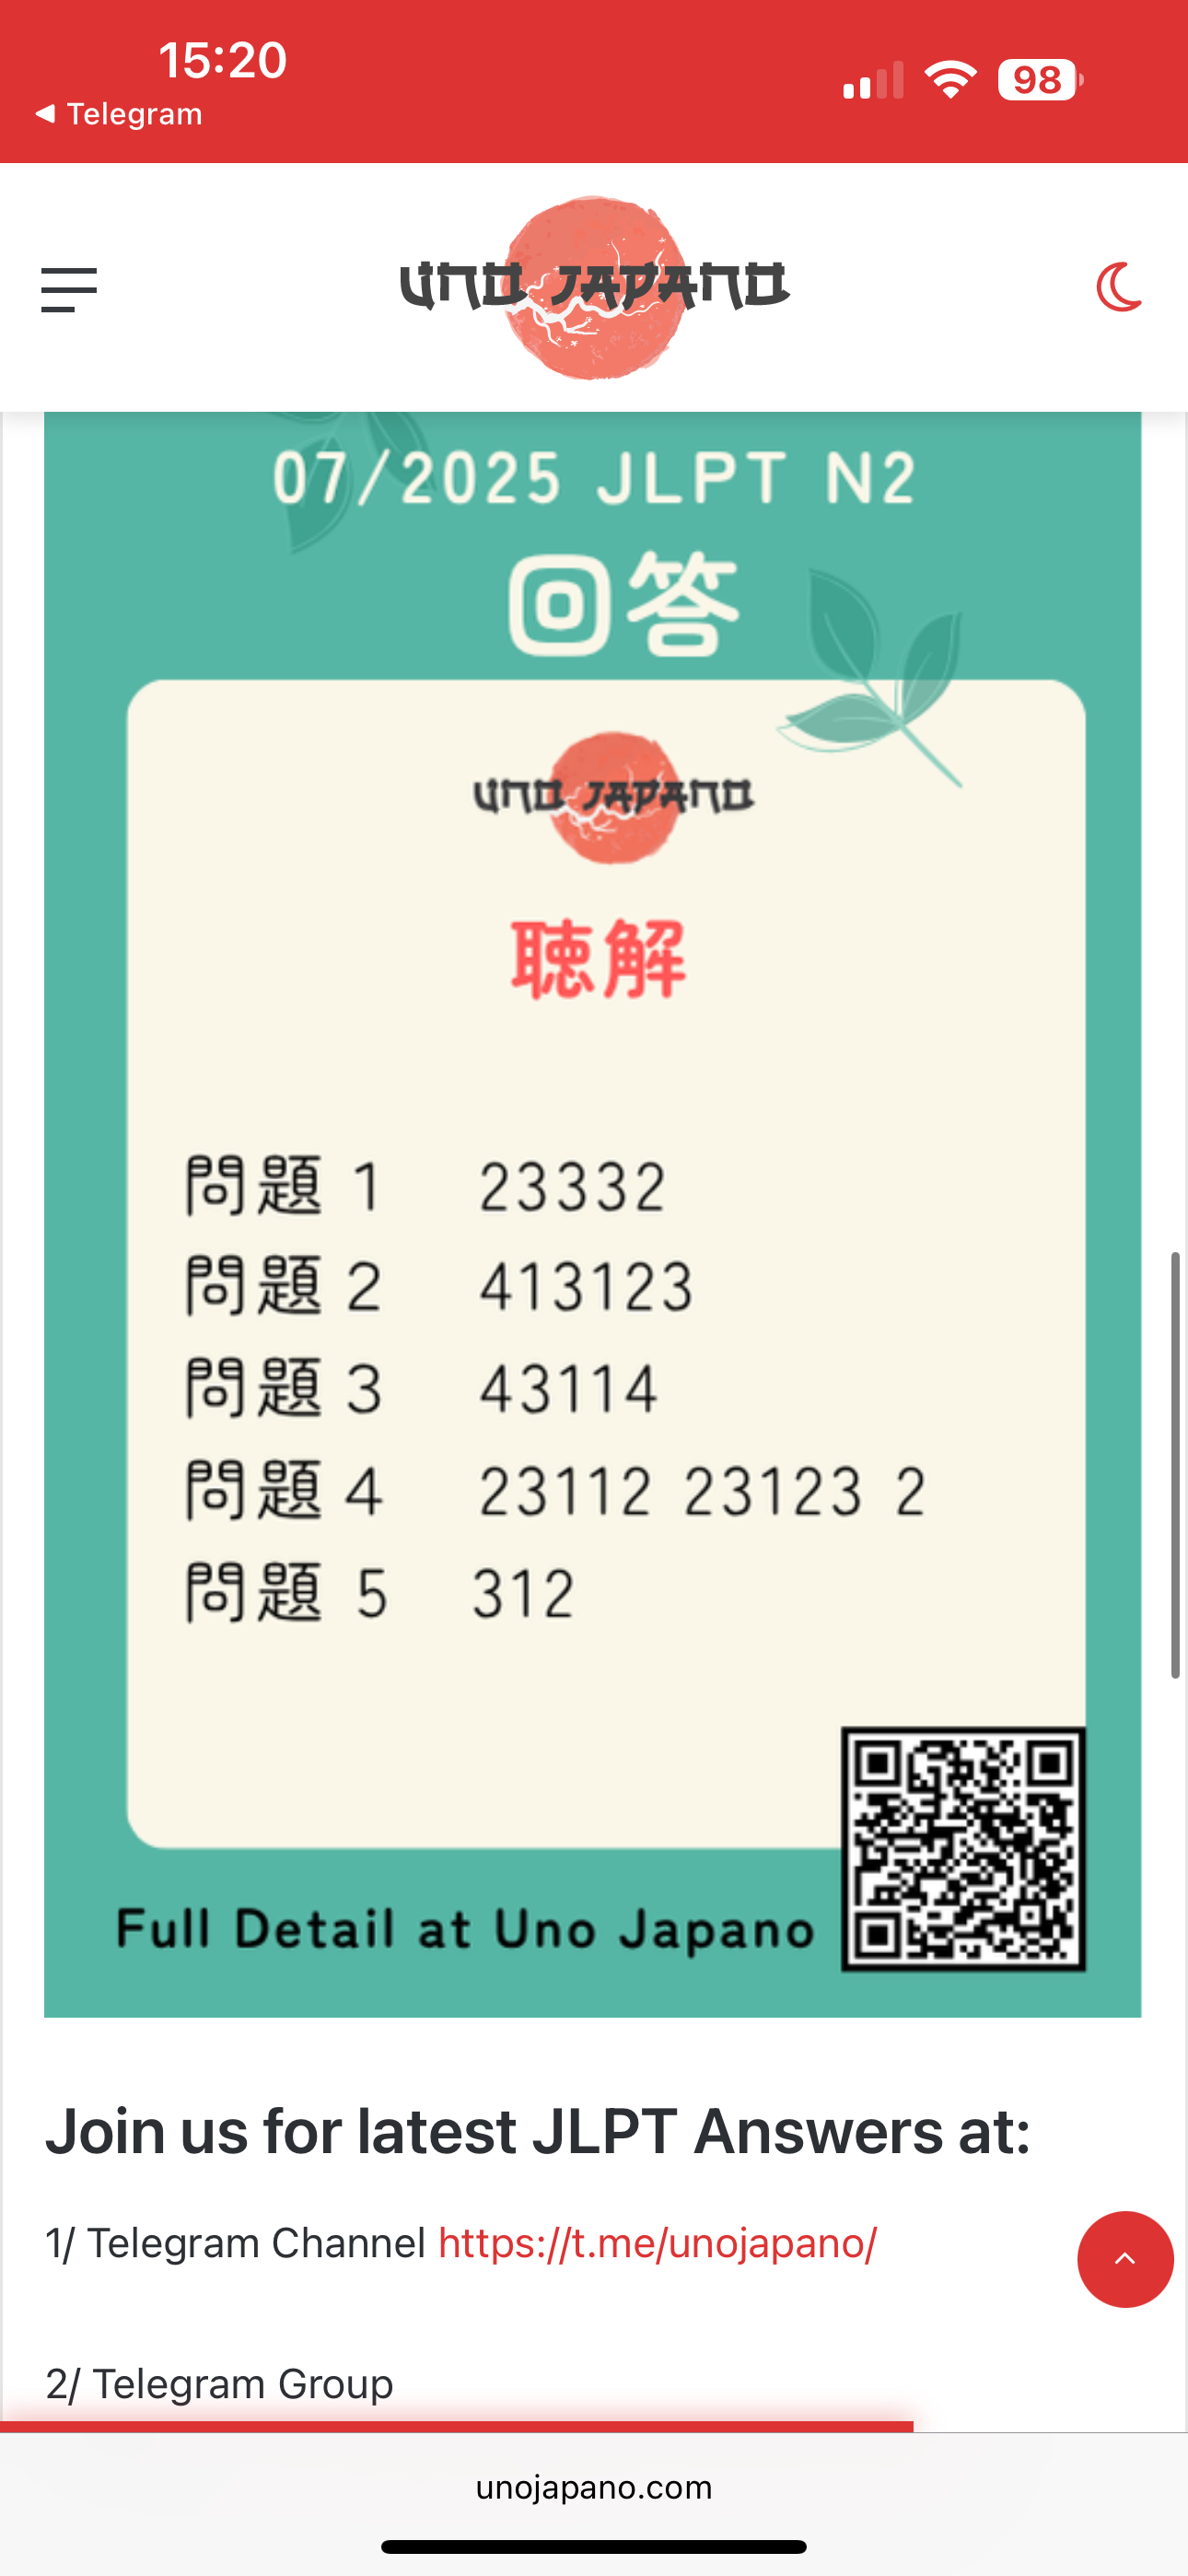 15:20
98
◀ Telegram
UNO JAPANO
07/2025 JLPT N2
回答
UNO JAPANO
聴解
問題 1 23332
問題 2 413123
問題 3 43114
問題 4 23112 23123 2
問題 5 312
Full Detail at Uno Japano
Join us for latest JLPT Answers at:
1/ Telegram Channel https://t.me/unojapano/
2/ Telegram Group
unojapano.com